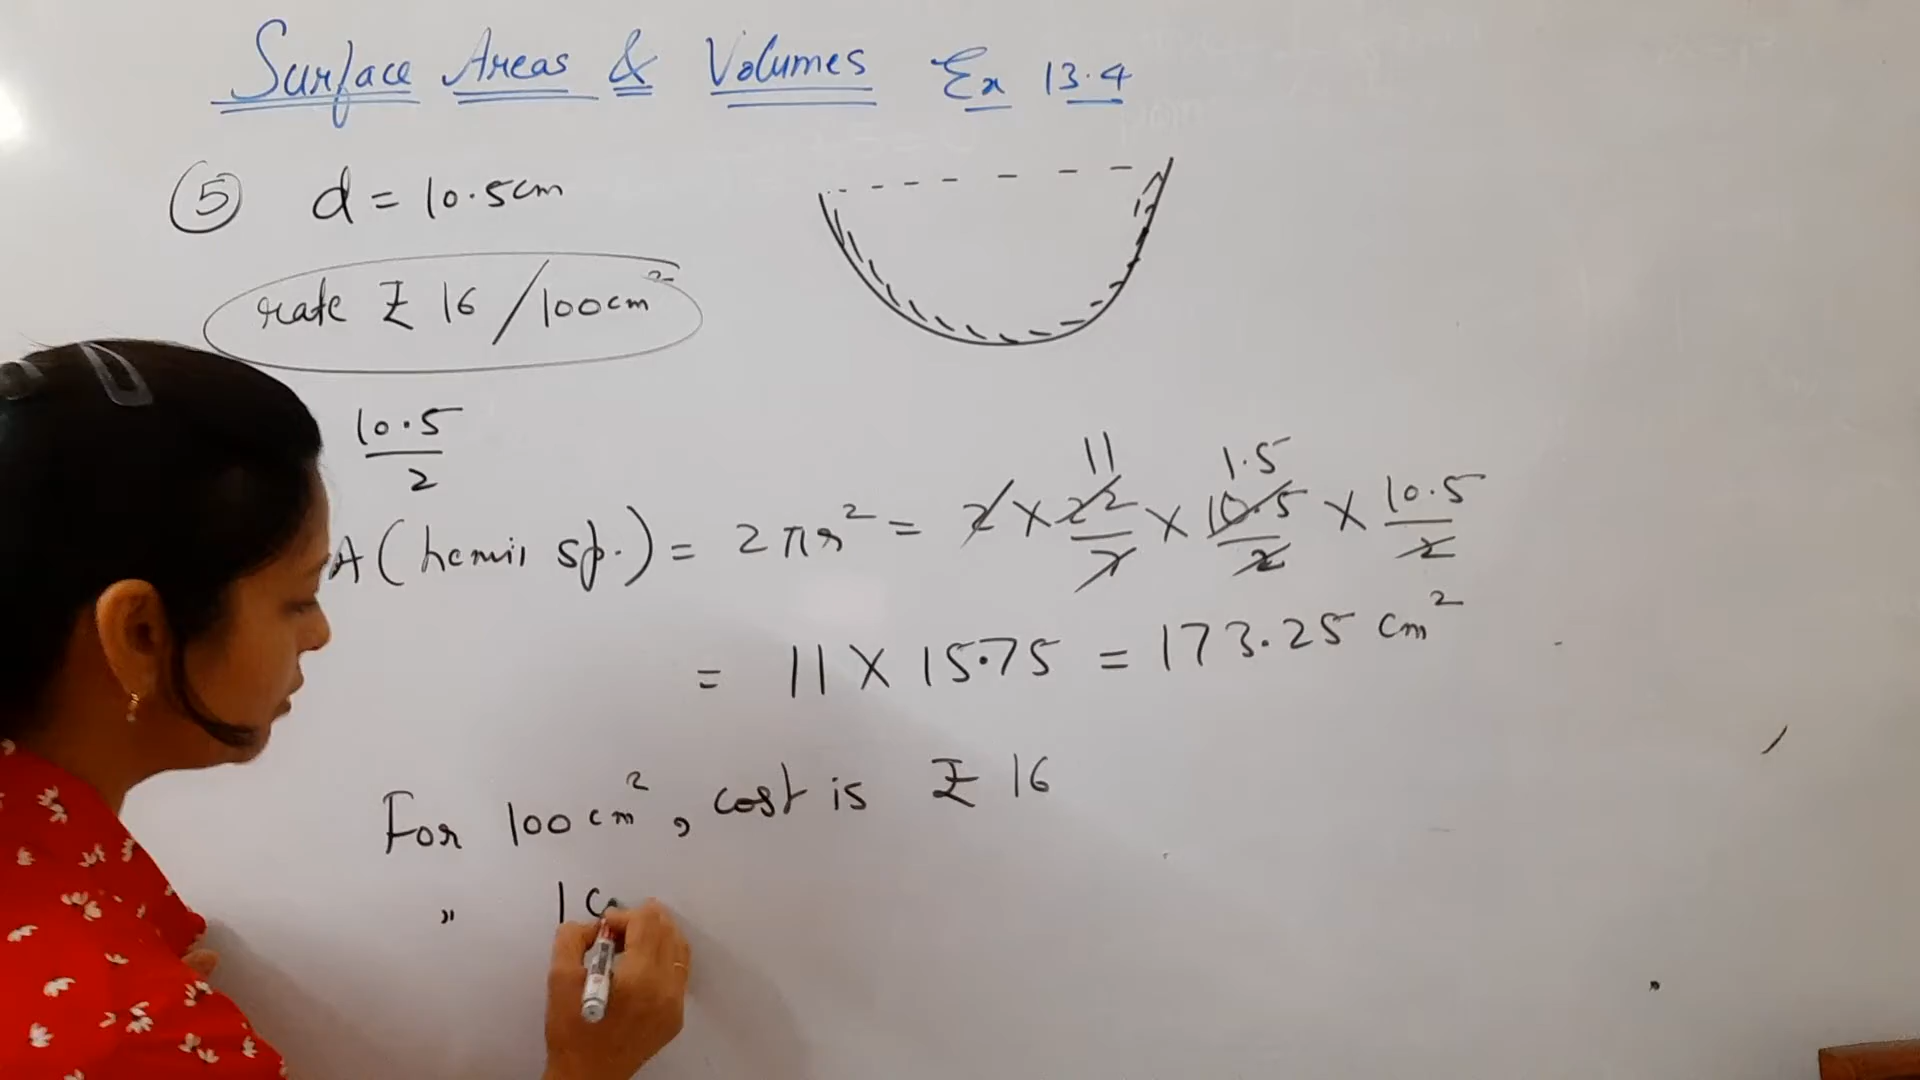 Surface Areas & Volumes Ex 13.4
⑤ d = 10.5cm
rate ₹ 16 / 100cm²
10.5/2
A (hemi sp.) = 2πr² = 2 × 22/7 × 10.5/2 × 10.5/2
11 1.5
= 11 × 15.75 = 173.25 cm²
For 100 cm², cost is ₹ 16
" 1 c